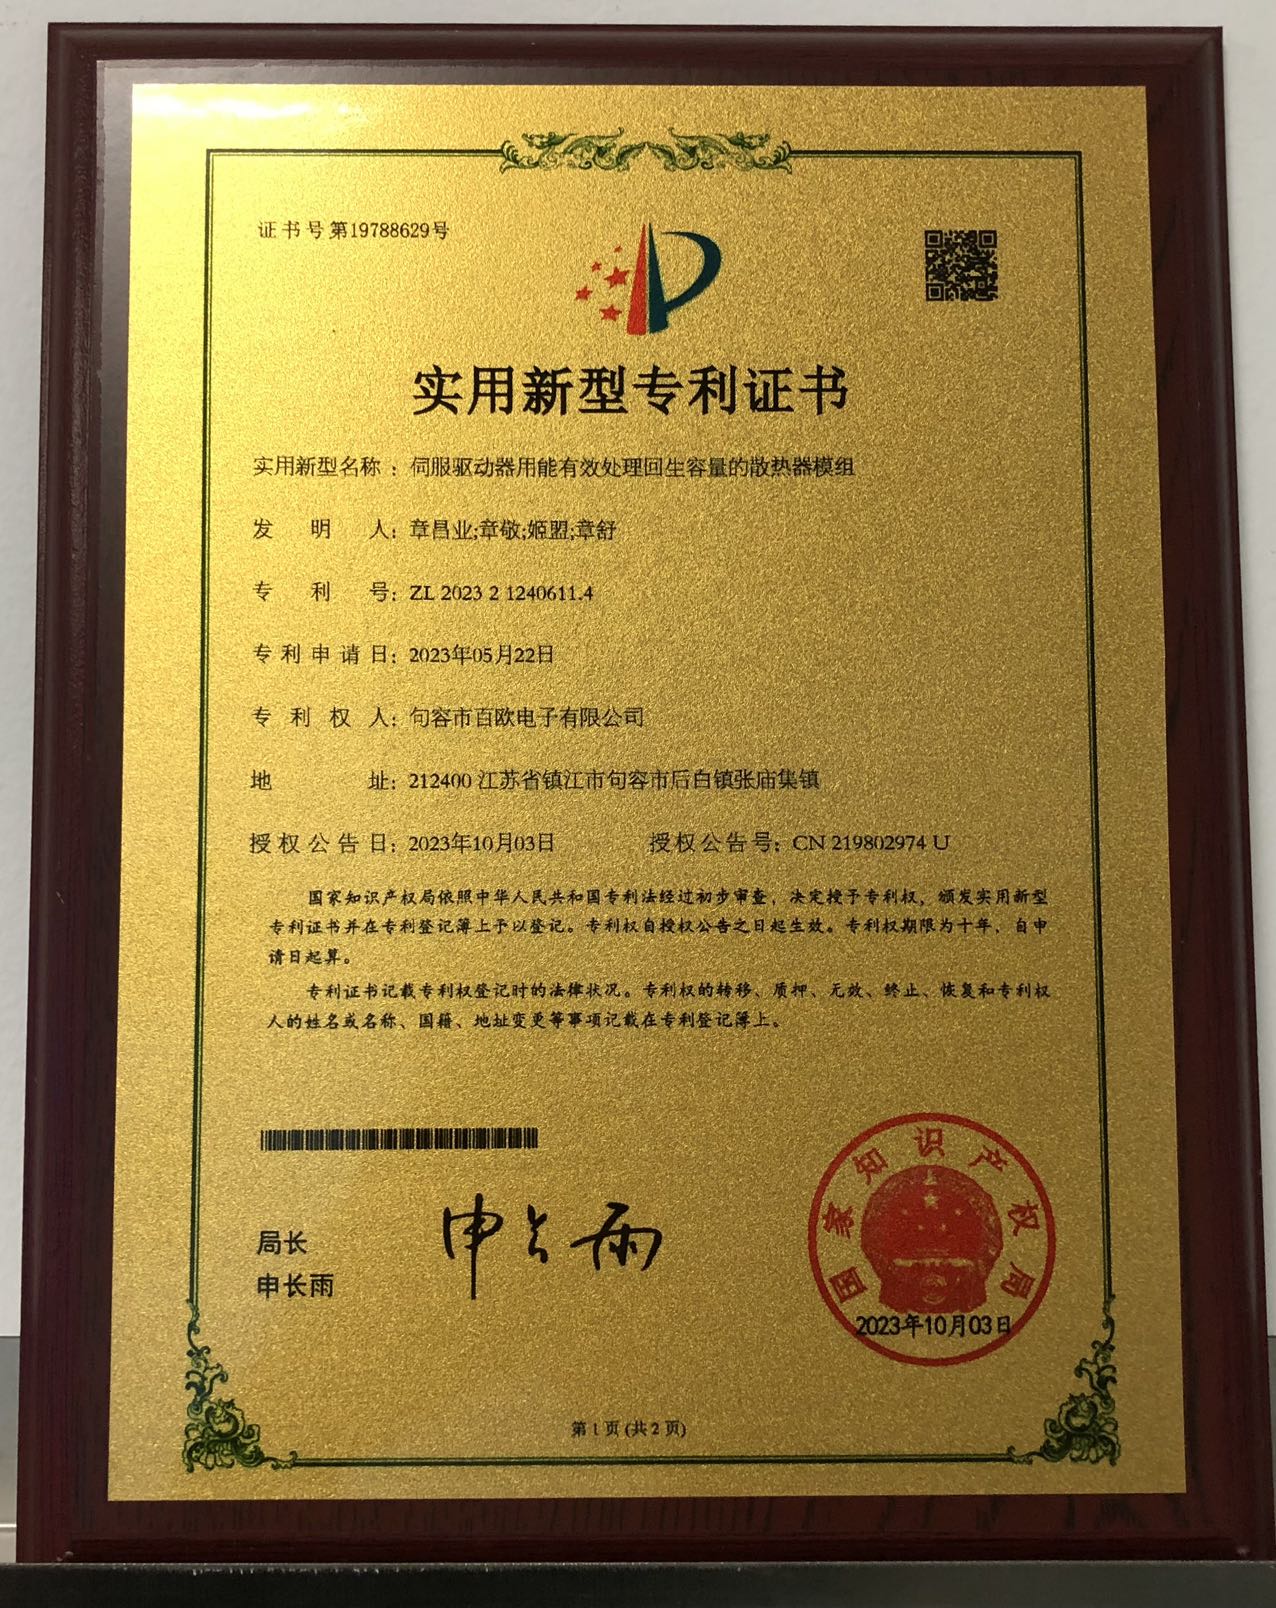 证书号第19788629号
实用新型专利证书
实用新型名称：伺服驱动器用能有效处理回生容量的散热器模组
发明人：章昌业;章敬;姬盟;章舒
专利号：ZL 2023 2 1240611.4
专利申请日：2023年05月22日
专利权人：句容市百欧电子有限公司
地址：212400 江苏省镇江市句容市后白镇张庙集镇
授权公告日：2023年10月03日 授权公告号：CN 219802974 U
国家知识产权局依照中华人民共和国专利法经过初步审查，决定授予专利权，颁发实用新型
专利证书并在专利登记簿上予以登记。专利权自授权公告之日起生效。专利权期限为十年，自申
请日起算。
专利证书记载专利权登记时的法律状况。专利权的转移、质押、无效、终止、恢复和专利权
人的姓名或名称、国籍、地址变更等事项记载在专利登记簿上。
局长
申长雨
申长雨
国家知识产权局
2023年10月03日
第1页(共2页)